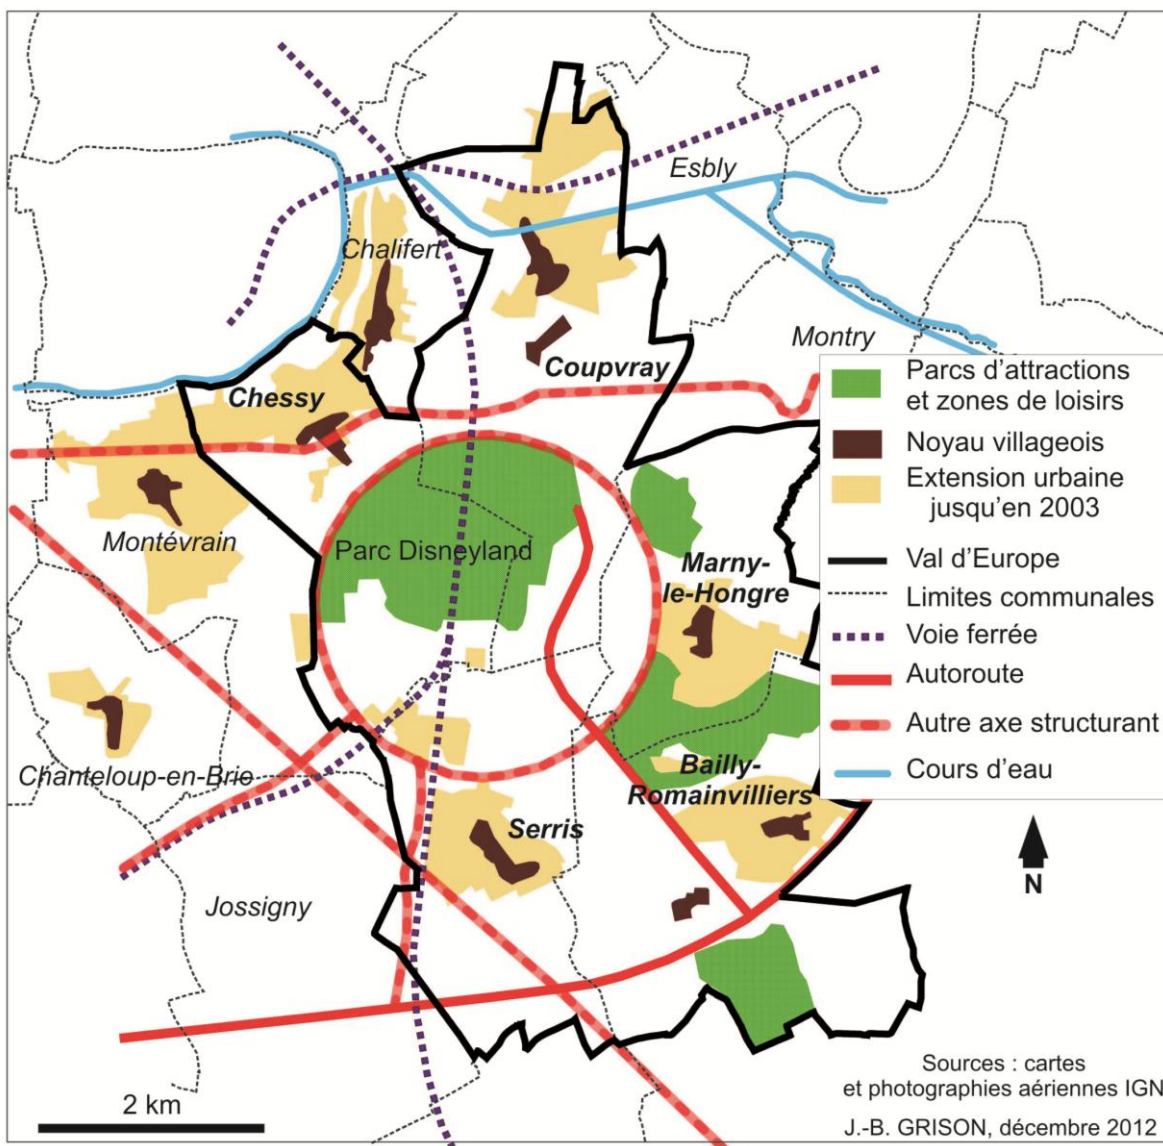 Esbly
Chalifert
Montry
Coupvray
Chessy
Parcs d'attractions
et zones de loisirs
Noyau villageois
Extension urbaine
jusqu'en 2003
Montévrain
Parc Disneyland
Marny-
le-Hongre
Val d'Europe
Limites communales
Voie ferrée
Autoroute
Autre axe structurant
Cours d'eau
Chanteloup-en-Brie
Bailly-
Romainvilliers
Serris
N
Jossigny
Sources : cartes
et photographies aériennes IGN
2 km
J.-B. GRISON, décembre 2012